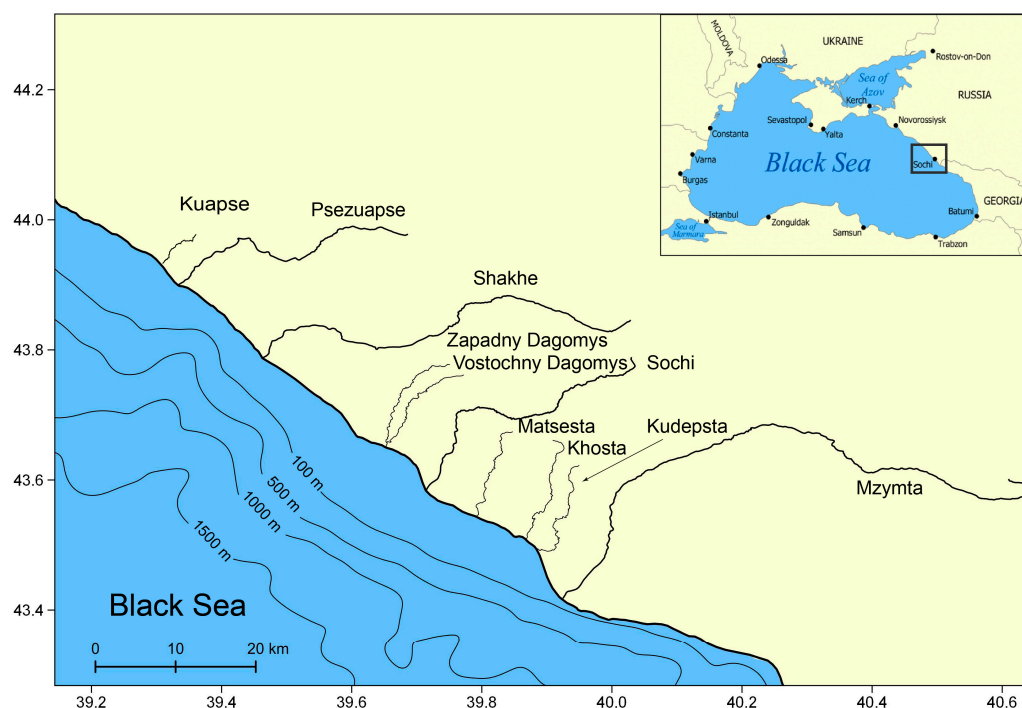 44.2
44.0
43.8
43.6
43.4
39.2
39.4
39.6
39.8
40.0
40.2
40.4
40.6
Kuapse
Psezuapse
Shakhe
Zapadny Dagomys
Vostochny Dagomys
Sochi
Matsesta
Khosta
Kudepsta
Mzymta
100 m
500 m
1000 m
1500 m
Black Sea
0
10
20 km
MOLDOVA
UKRAINE
Odessa
Rostov-on-Don
Sea of
Azov
RUSSIA
Kerch
Sevastopol
Yalta
Novorossiysk
Constanta
Black Sea
Sochi
Varna
Burgas
GEORGIA
Batumi
Istanbul
Zonguldak
Samsun
Trabzon
Sea of
Marmara